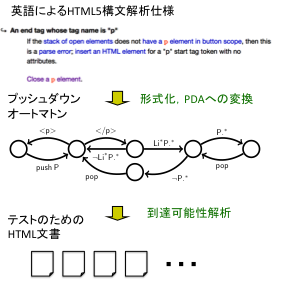 英語によるHTML5構文解析仕様
An end tag whose tag name is "p"
If the stack of open elements does not have a p element in button scope, then this
is a parse error; insert an HTML element for a "p" start tag token with no
attributes.
Close a p element.
プッシュダウン
オートマトン
形式化, PDAへの変換
<p>
</p>
Li*P.*
P.*
push P
¬Li*P.*
pop
¬P.*
pop
到達可能性解析
テストのための
HTML文書